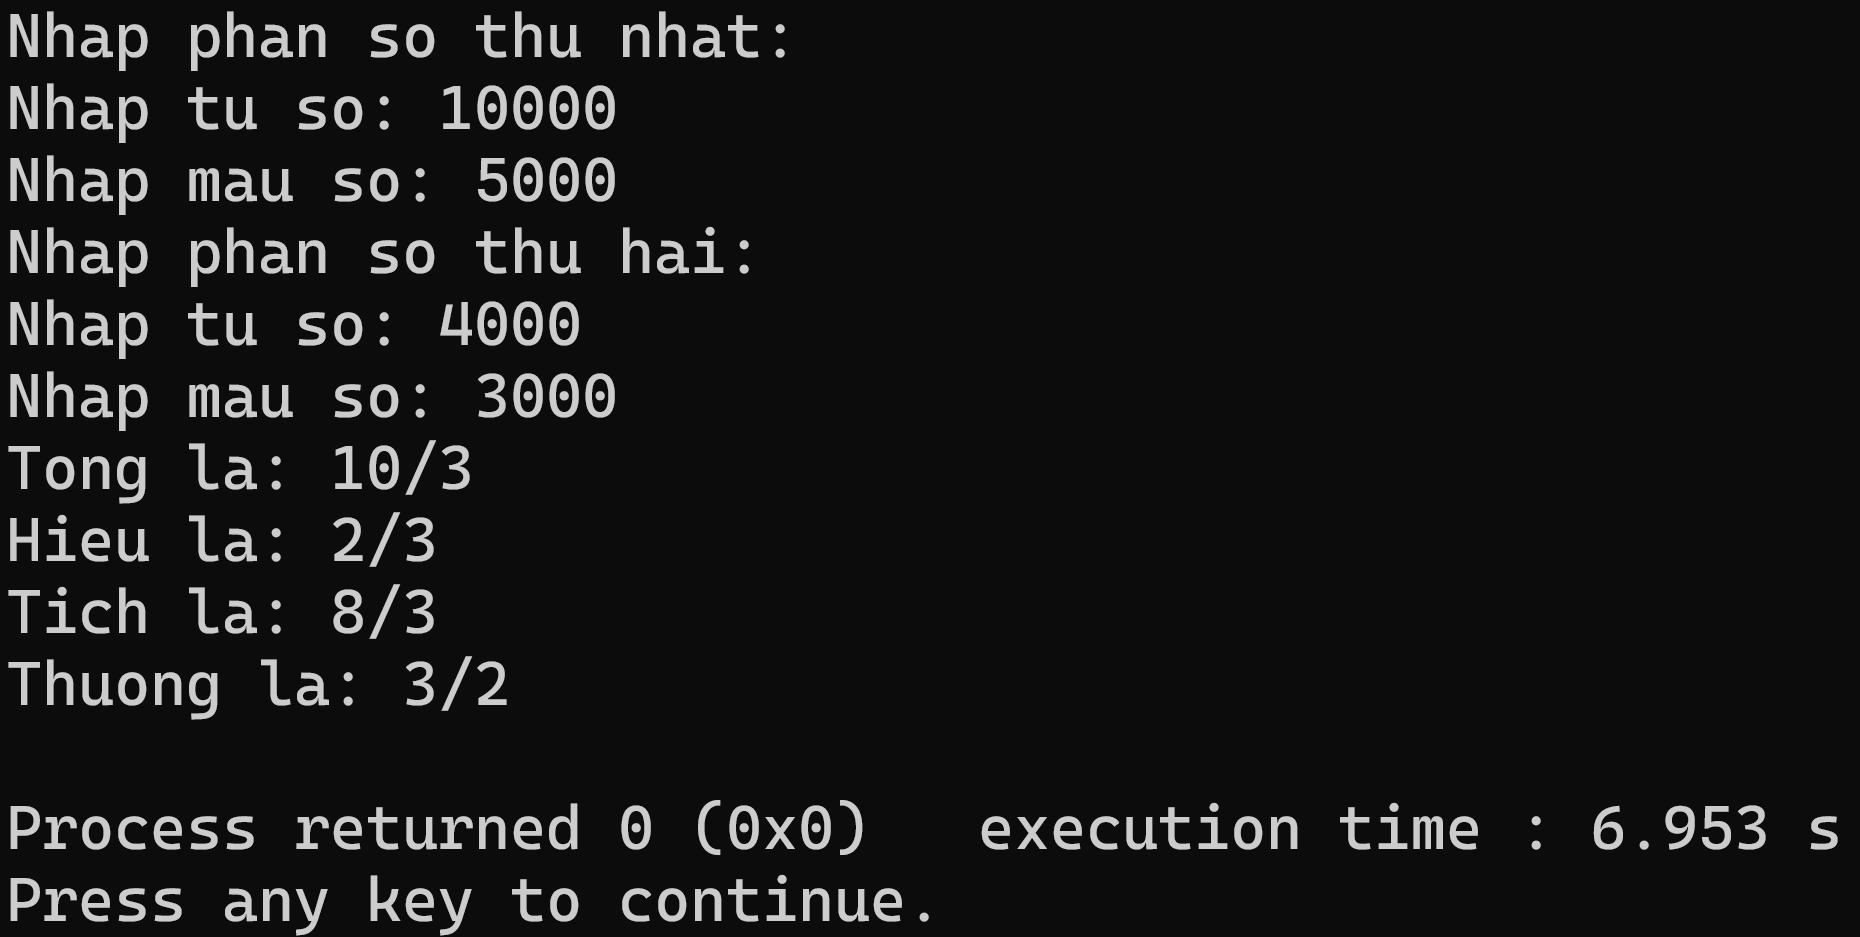 Nhap phan so thu nhat:
Nhap tu so: 10000
Nhap mau so: 5000
Nhap phan so thu hai:
Nhap tu so: 4000
Nhap mau so: 3000
Tong la: 10/3
Hieu la: 2/3
Tich la: 8/3
Thuong la: 3/2

Process returned 0 (0x0)   execution time : 6.953 s
Press any key to continue.